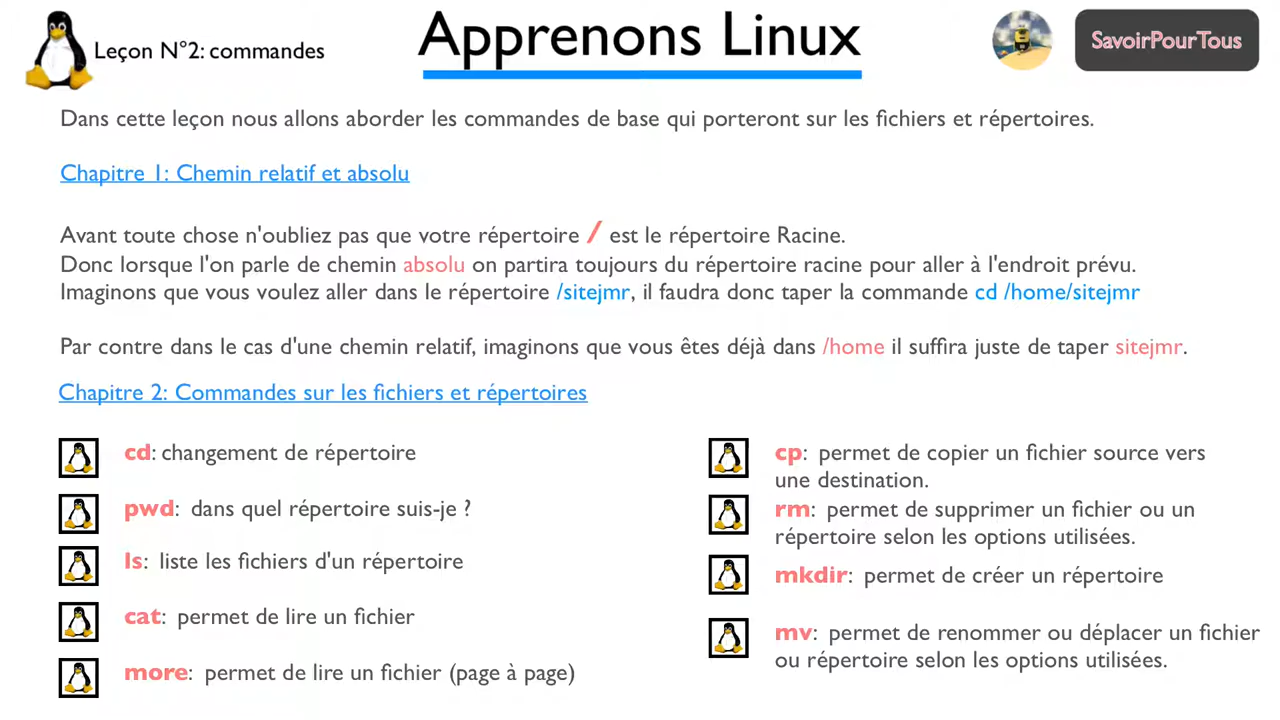 Leçon N°2: commandes
Apprenons Linux
SavoirPourTous
Dans cette leçon nous allons aborder les commandes de base qui porteront sur les fichiers et répertoires.
Chapitre 1: Chemin relatif et absolu
Avant toute chose n'oubliez pas que votre répertoire / est le répertoire Racine.
Donc lorsque l'on parle de chemin absolu on partira toujours du répertoire racine pour aller à l'endroit prévu.
Imaginons que vous voulez aller dans le répertoire /sitejmr, il faudra donc taper la commande cd /home/sitejmr
Par contre dans le cas d'une chemin relatif, imaginons que vous êtes déjà dans /home il suffira juste de taper sitejmr.
Chapitre 2: Commandes sur les fichiers et répertoires
cd: changement de répertoire
pwd: dans quel répertoire suis-je ?
ls: liste les fichiers d'un répertoire
cat: permet de lire un fichier
more: permet de lire un fichier (page à page)
cp: permet de copier un fichier source vers
une destination.
rm: permet de supprimer un fichier ou un
répertoire selon les options utilisées.
mkdir: permet de créer un répertoire
mv: permet de renommer ou déplacer un fichier
ou répertoire selon les options utilisées.